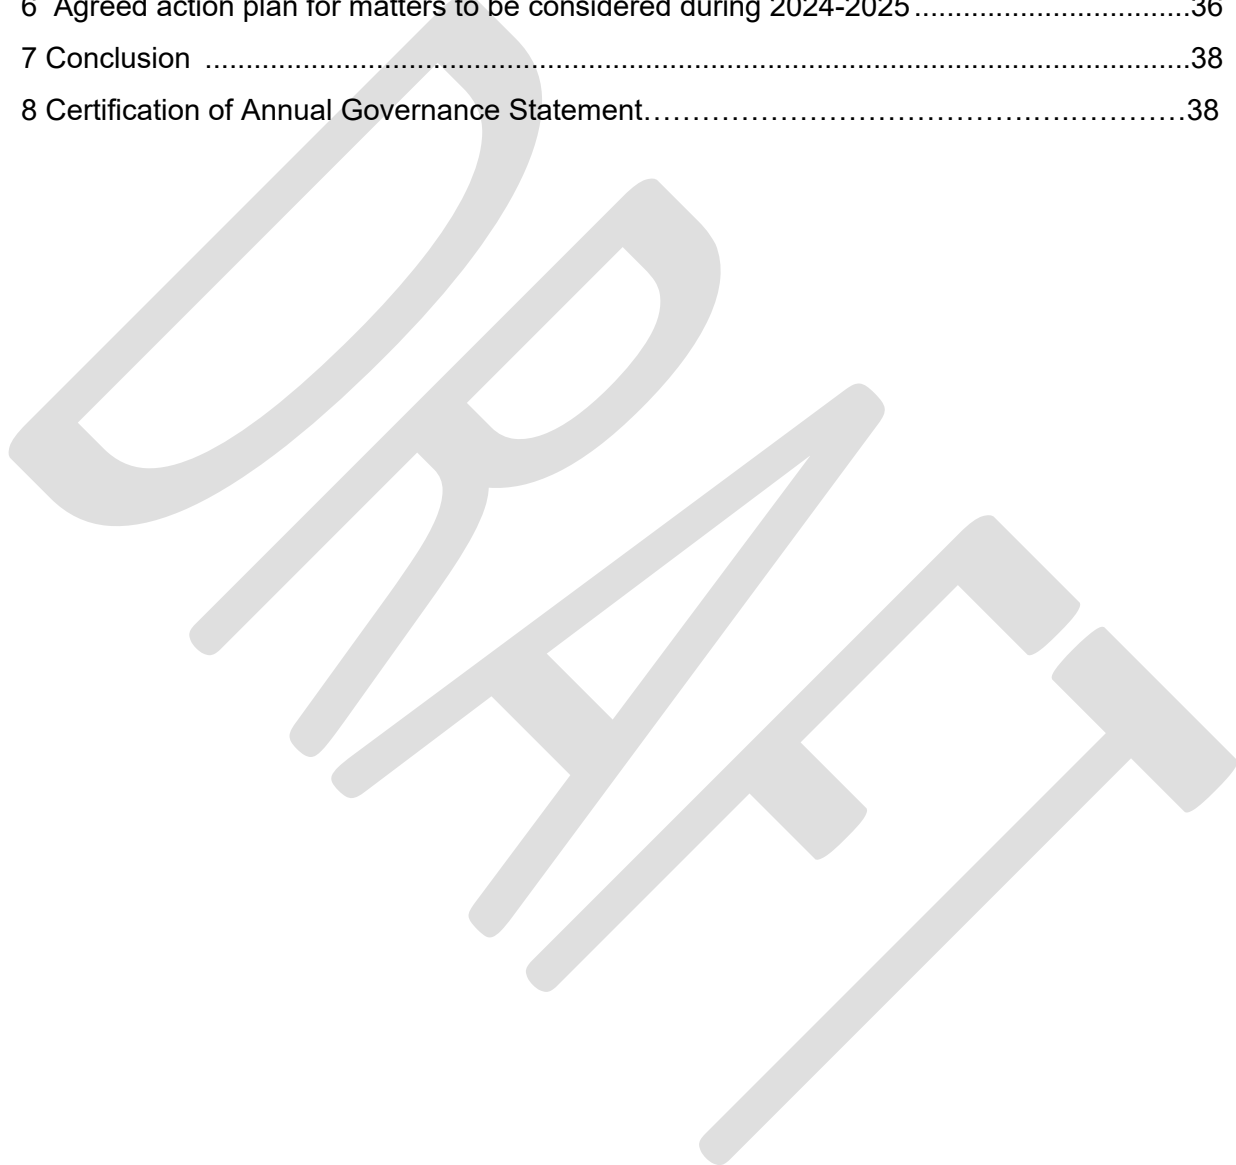 6 Agreed action plan for matters to be considered during 2024-2025..................................36
7 Conclusion ........................................................................................................................38
8 Certification of Annual Governance Statement……………………………………..…………38
DRAFT